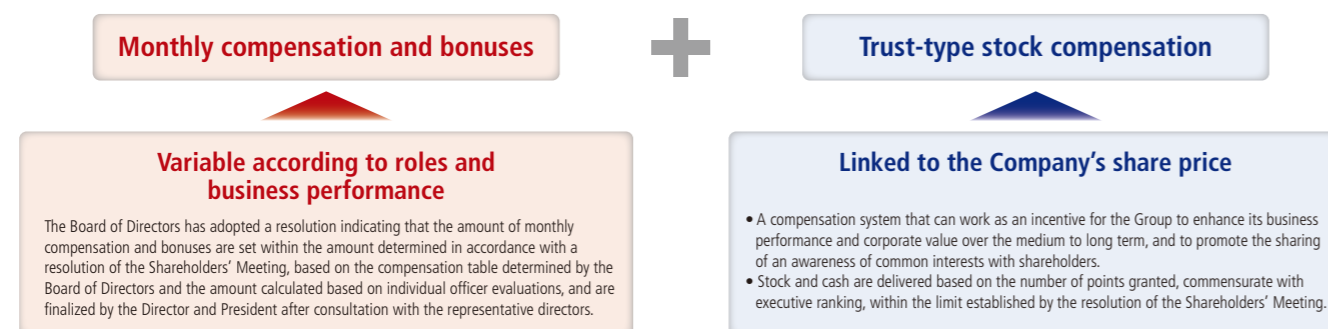 Monthly compensation and bonuses
+
Trust-type stock compensation
Variable according to roles and
business performance
The Board of Directors has adopted a resolution indicating that the amount of monthly
compensation and bonuses are set within the amount determined in accordance with a
resolution of the Shareholders' Meeting, based on the compensation table determined by the
Board of Directors and the amount calculated based on individual officer evaluations, and are
finalized by the Director and President after consultation with the representative directors.
Linked to the Company's share price
• A compensation system that can work as an incentive for the Group to enhance its business
performance and corporate value over the medium to long term, and to promote the sharing
of an awareness of common interests with shareholders.
• Stock and cash are delivered based on the number of points granted, commensurate with
executive ranking, within the limit established by the resolution of the Shareholders' Meeting.